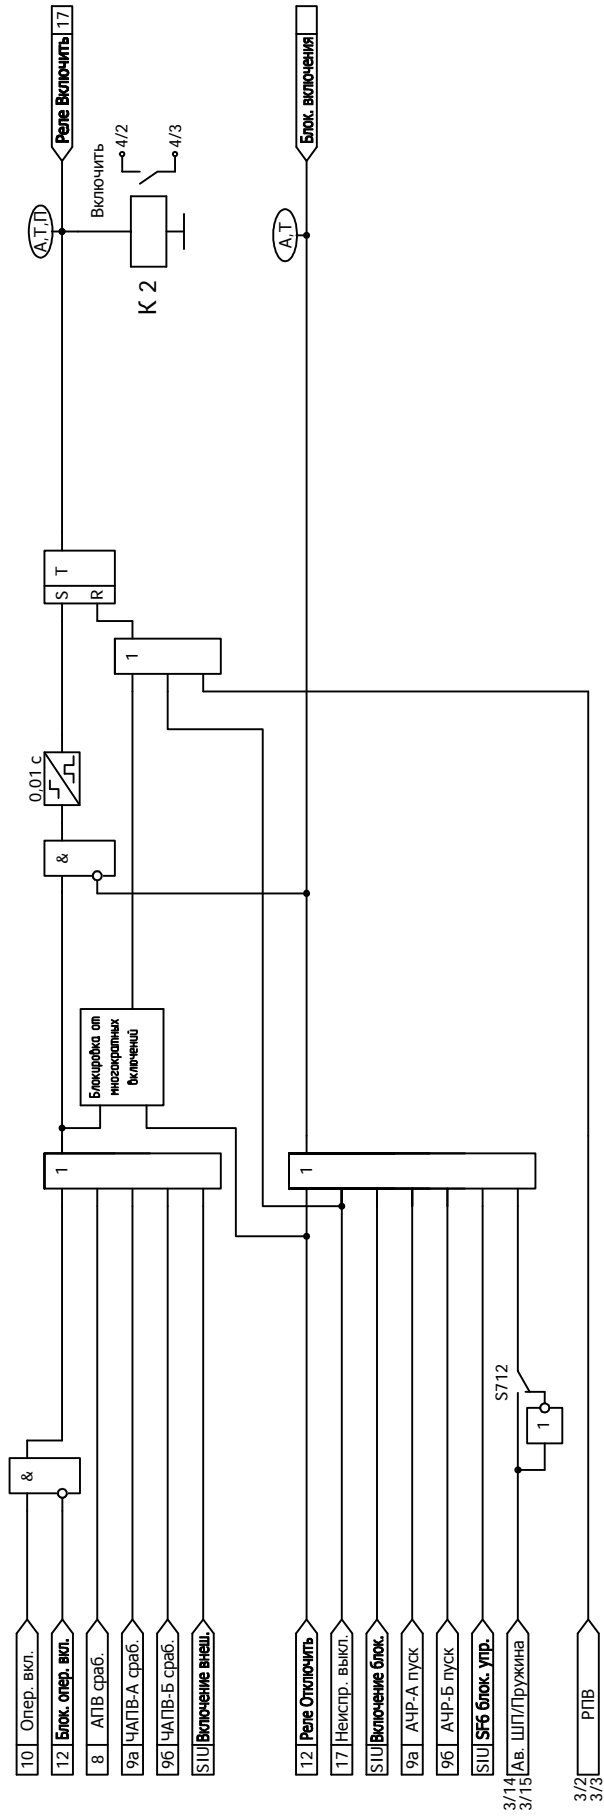 10 Опер. вкл.
12 Блок. опер. вкл.
8 АПВ сраб.
9а ЧАПВ-А сраб.
9б ЧАПВ-Б сраб.
SIU Включение внеш.
&
1
Блокировка от
многократных
включений
&
0,01 с
S T
R
1
А,Т,П
Включить
4/2
4/3
К 2
Реле Включить 17
12 Реле Отключить
17 Неиспр. выкл.
SIU Включение блок.
9а АЧР-А пуск
9б АЧР-Б пуск
SIU SF6 блок. упр.
3/14
3/15
Ав. ШП/Пружина
1
S712
1
А,Т
Блок. включения
3/2
3/3
РПВ